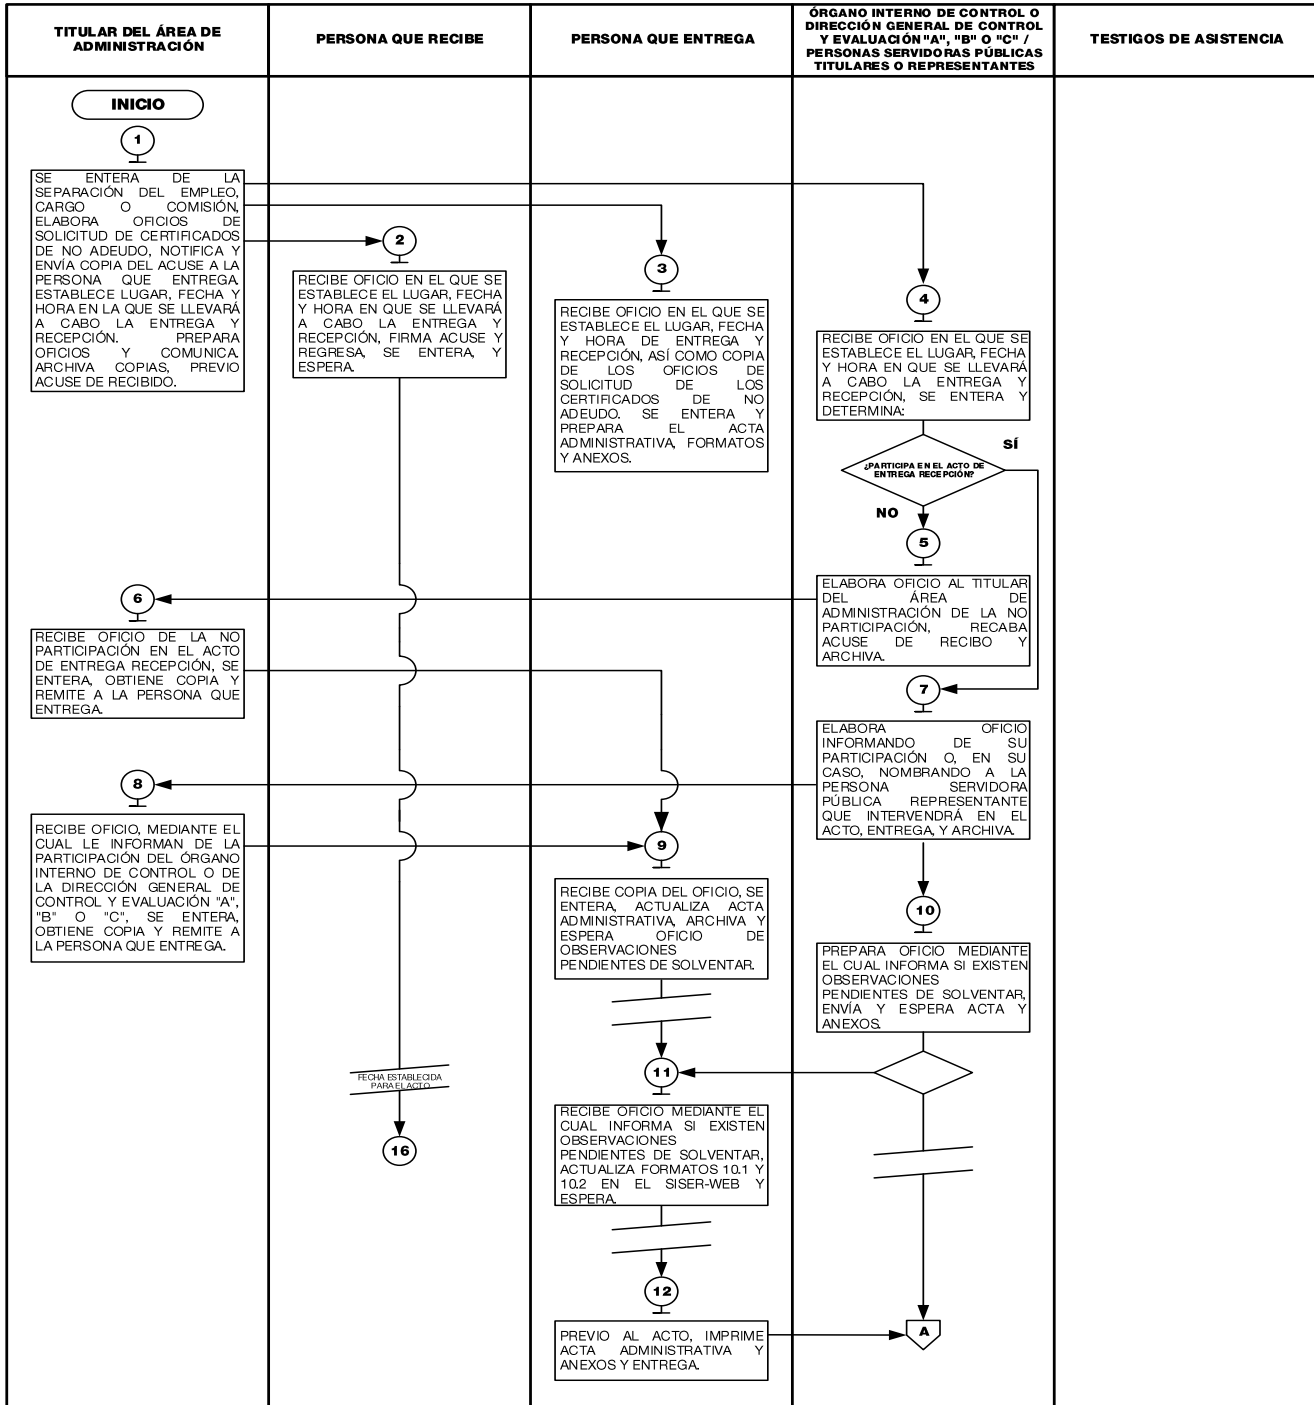 TITULAR DEL ÁREA DE
ADMINISTRACIÓN
PERSONA QUE RECIBE
PERSONA QUE ENTREGA
ÓRGANO INTERNO DE CONTROL O
DIRECCIÓN GENERAL DE CONTROL
Y EVALUACIÓN "A", "B" O "C" /
PERSONAS SERVIDORAS PÚBLICAS
TITULARES O REPRESENTANTES
TESTIGOS DE ASISTENCIA
INICIO
1
SE ENTERA DE LA
SEPARACIÓN DEL EMPLEO,
CARGO O COMISIÓN,
ELABORA OFICIOS DE
SOLICITUD DE CERTIFICADOS
DE NO ADEUDO, NOTIFICA Y
ENVÍA COPIA DEL ACUSE A LA
PERSONA QUE ENTREGA.
ESTABLECE LUGAR, FECHA Y
HORA EN LA QUE SE LLEVARÁ
A CABO LA ENTREGA Y
RECEPCIÓN. PREPARA
OFICIOS Y COMUNICA.
ARCHIVA COPIAS, PREVIO
ACUSE DE RECIBIDO.
2
RECIBE OFICIO EN EL QUE SE
ESTABLECE EL LUGAR, FECHA
Y HORA EN QUE SE LLEVARÁ
A CABO LA ENTREGA Y
RECEPCIÓN, FIRMA ACUSE Y
REGRESA, SE ENTERA, Y
ESPERA.
3
RECIBE OFICIO EN EL QUE SE
ESTABLECE EL LUGAR, FECHA
Y HORA DE ENTREGA Y
RECEPCIÓN, ASÍ COMO COPIA
DE LOS OFICIOS DE
SOLICITUD DE LOS
CERTIFICADOS DE NO
ADEUDO. SE ENTERA Y
PREPARA EL ACTA
ADMINISTRATIVA, FORMATOS
Y ANEXOS.
4
RECIBE OFICIO EN EL QUE SE
ESTABLECE EL LUGAR, FECHA
Y HORA EN QUE SE LLEVARÁ
A CABO LA ENTREGA Y
RECEPCIÓN, SE ENTERA Y
DETERMINA:
¿PARTICIPA EN EL ACTO DE
ENTREGA RECEPCIÓN?
SÍ
NO
5
ELABORA OFICIO AL TITULAR
DEL ÁREA DE
ADMINISTRACIÓN DE LA NO
PARTICIPACIÓN, RECABA
ACUSE DE RECIBO Y
ARCHIVA.
6
RECIBE OFICIO DE LA NO
PARTICIPACIÓN EN EL ACTO
DE ENTREGA RECEPCIÓN, SE
ENTERA, OBTIENE COPIA Y
REMITE A LA PERSONA QUE
ENTREGA.
7
ELABORA OFICIO
INFORMANDO DE SU
PARTICIPACIÓN O, EN SU
CASO, NOMBRANDO A LA
PERSONA SERVIDORA
PÚBLICA REPRESENTANTE
QUE INTERVENDRÁ EN EL
ACTO, ENTREGA, Y ARCHIVA.
8
RECIBE OFICIO, MEDIANTE EL
CUAL LE INFORMAN DE LA
PARTICIPACIÓN DEL ÓRGANO
INTERNO DE CONTROL O DE
LA DIRECCIÓN GENERAL DE
CONTROL Y EVALUACIÓN "A",
"B" O "C", SE ENTERA,
OBTIENE COPIA Y REMITE A
LA PERSONA QUE ENTREGA.
9
RECIBE COPIA DEL OFICIO, SE
ENTERA, ACTUALIZA ACTA
ADMINISTRATIVA, ARCHIVA Y
ESPERA OFICIO DE
OBSERVACIONES
PENDIENTES DE SOLVENTAR.
10
PREPARA OFICIO MEDIANTE
EL CUAL INFORMA SI EXISTEN
OBSERVACIONES
PENDIENTES DE SOLVENTAR,
ENVÍA Y ESPERA ACTA Y
ANEXOS.
11
RECIBE OFICIO MEDIANTE EL
CUAL INFORMA SI EXISTEN
OBSERVACIONES
PENDIENTES DE SOLVENTAR,
ACTUALIZA FORMATOS 10.1 Y
10.2 EN EL SISER-WEB Y
ESPERA.
FECHA ESTABLECIDA
PARA EL ACTO
16
12
PREVIO AL ACTO, IMPRIME
ACTA ADMINISTRATIVA Y
ANEXOS Y ENTREGA.
A